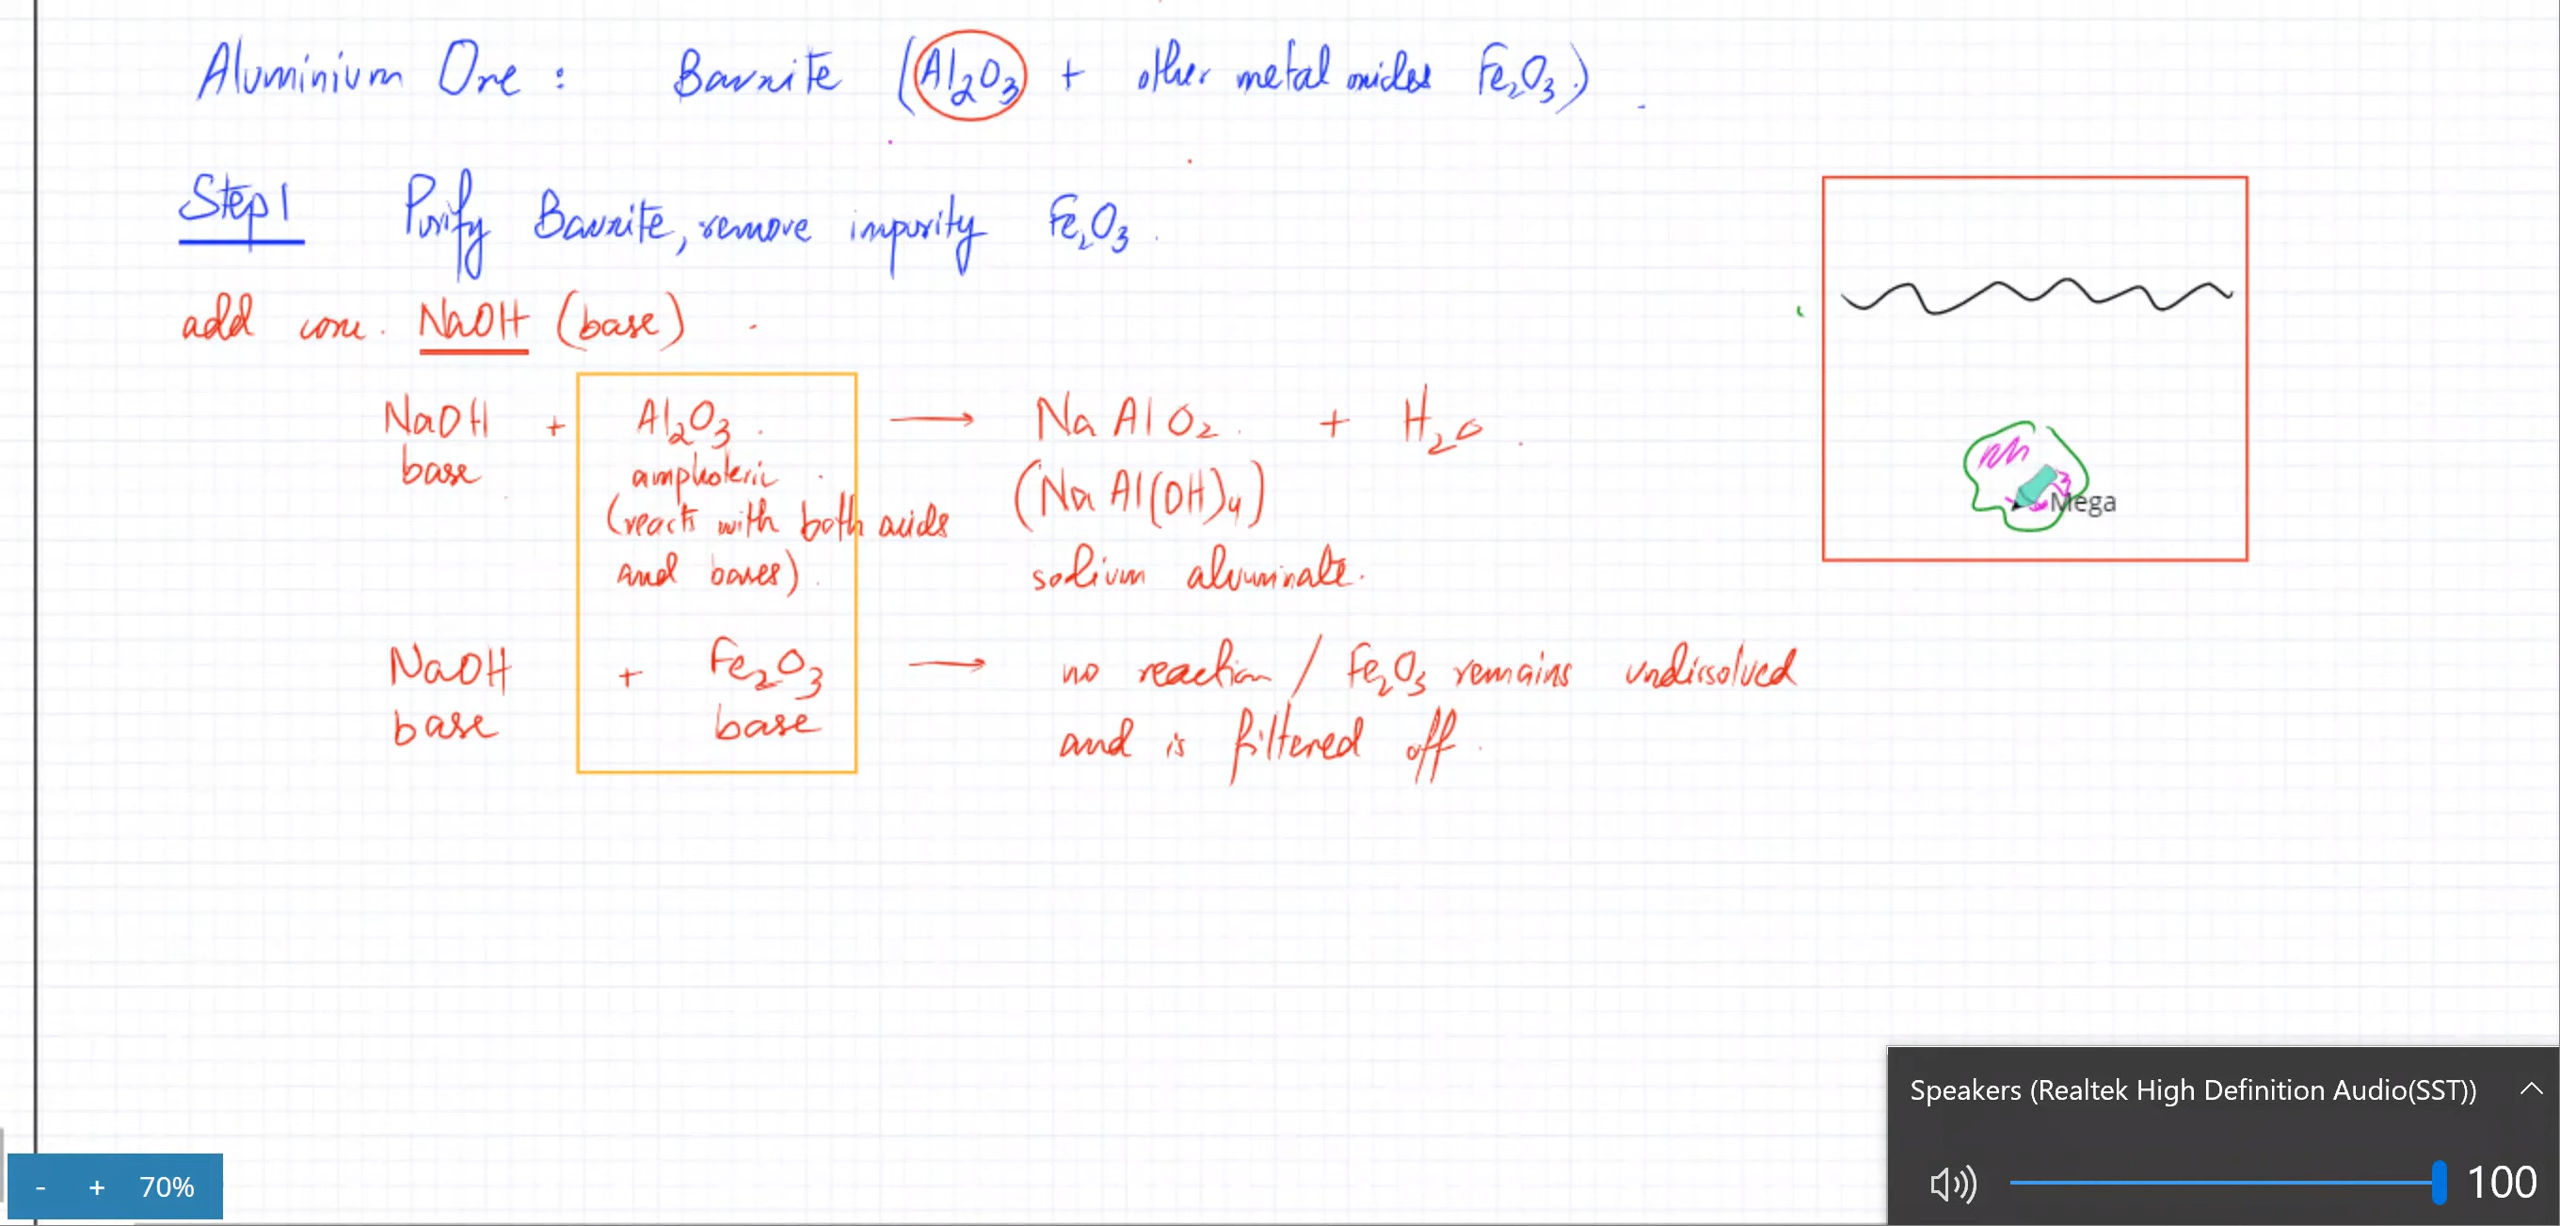 Aluminium Ore : Bauxite (Al₂O₃ + other metal oxides Fe₂O₃)
Step 1 Purify Bauxite, remove impurity Fe₂O₃.
add conc. NaOH (base)
NaOH + Al₂O₃ → NaAlO₂ + H₂O
base amphoteric (NaAl(OH)₄)
(reacts with both acids
and bases). sodium aluminate.
NaOH + Fe₂O₃ → no reaction / Fe₂O₃ remains undissolved
base base and is filtered off.
Mega
Speakers (Realtek High Definition Audio(SST))
- + 70%
100